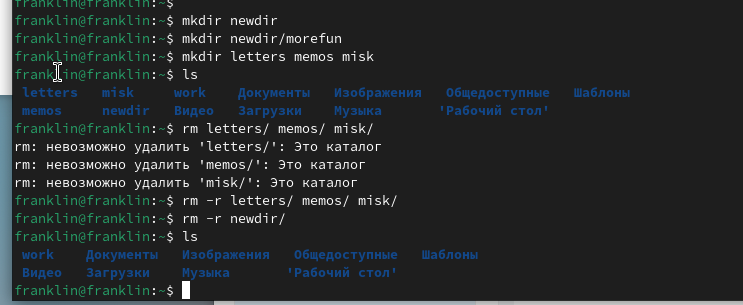 franklin@franklin:~$
franklin@franklin:~$ mkdir newdir
franklin@franklin:~$ mkdir newdir/morefun
franklin@franklin:~$ mkdir letters memos misk
franklin@franklin:~$ ls
letters misk work Документы Изображения Общедоступные Шаблоны
memos newdir Видео Загрузки Музыка 'Рабочий стол'
franklin@franklin:~$ rm letters/ memos/ misk/
rm: невозможно удалить 'letters/': Это каталог
rm: невозможно удалить 'memos/': Это каталог
rm: невозможно удалить 'misk/': Это каталог
franklin@franklin:~$ rm -r letters/ memos/ misk/
franklin@franklin:~$ rm -r newdir/
franklin@franklin:~$ ls
work Документы Изображения Общедоступные Шаблоны
Видео Загрузки Музыка 'Рабочий стол'
franklin@franklin:~$